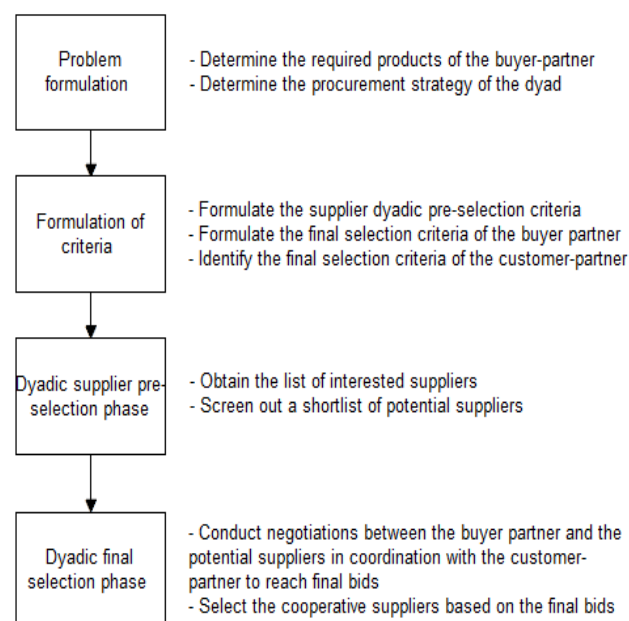 Problem
formulation
- Determine the required products of the buyer-partner
- Determine the procurement strategy of the dyad
Formulation of
criteria
- Formulate the supplier dyadic pre-selection criteria
- Formulate the final selection criteria of the buyer partner
- Identify the final selection criteria of the customer-partner
Dyadic supplier pre-
selection phase
- Obtain the list of interested suppliers
- Screen out a shortlist of potential suppliers
Dyadic final
selection phase
- Conduct negotiations between the buyer partner and the
potential suppliers in coordination with the customer-
partner to reach final bids
- Select the cooperative suppliers based on the final bids